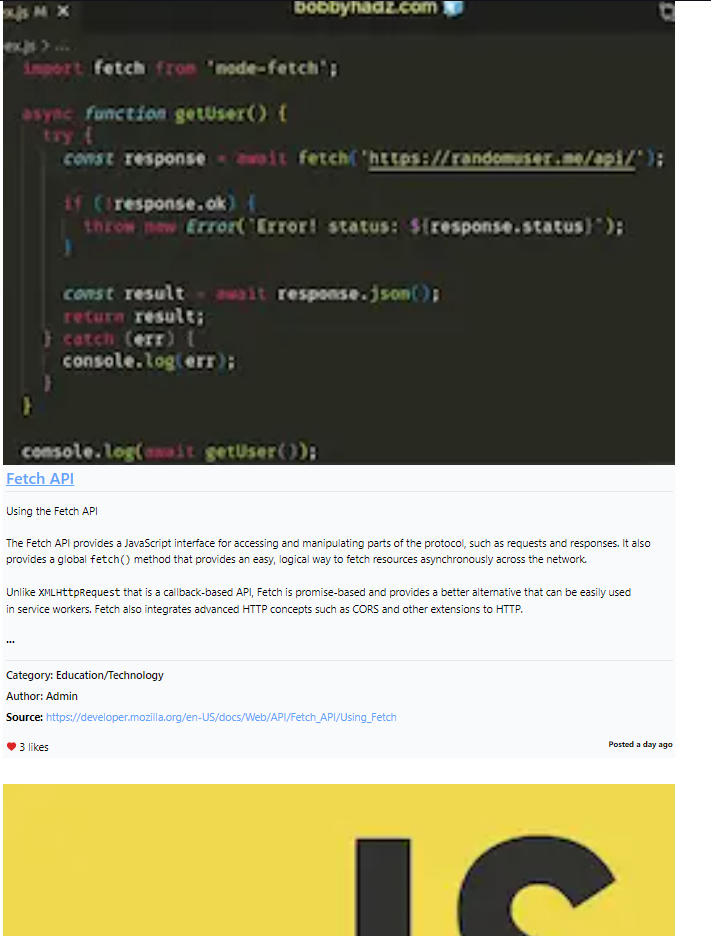 ex.js M ✕
bobbyhadz.com
ex.js > ...
import fetch from 'node-fetch';
async function getUser() {
try {
const response = await fetch('https://randomuser.me/api/');
if (!response.ok) {
throw new Error(`Error! status: ${response.status}`);
}
const result = await response.json();
return result;
} catch (err) {
console.log(err);
}
}
console.log(await getUser());
Fetch API
Using the Fetch API
The Fetch API provides a JavaScript interface for accessing and manipulating parts of the protocol, such as requests and responses. It also
provides a global fetch() method that provides an easy, logical way to fetch resources asynchronously across the network.
Unlike XMLHttpRequest that is a callback-based API, Fetch is promise-based and provides a better alternative that can be easily used
in service workers. Fetch also integrates advanced HTTP concepts such as CORS and other extensions to HTTP.
...
Category: Education/Technology
Author: Admin
Source: https://developer.mozilla.org/en-US/docs/Web/API/Fetch_API/Using_Fetch
3 likes
Posted a day ago
JS